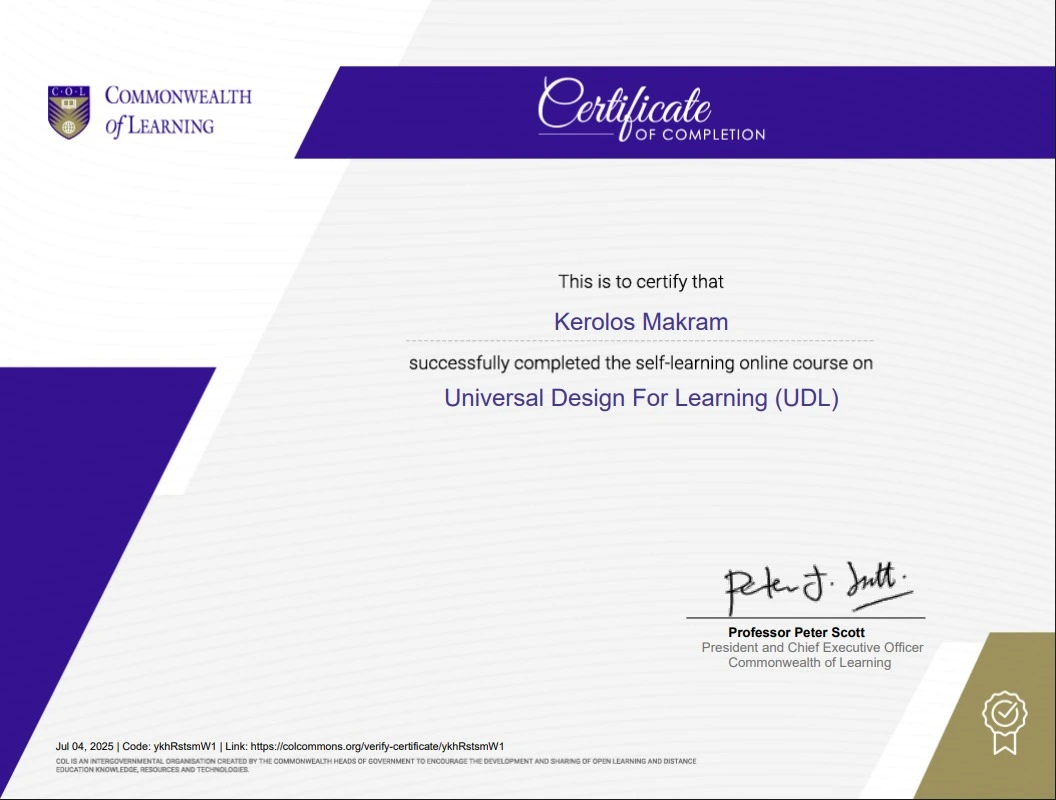 C·O·L
COMMONWEALTH
of LEARNING
Certificate
OF COMPLETION
This is to certify that
Kerolos Makram
successfully completed the self-learning online course on
Universal Design For Learning (UDL)
Peter J. Scott.
Professor Peter Scott
President and Chief Executive Officer
Commonwealth of Learning
Jul 04, 2025 | Code: ykhRstsmW1 | Link: https://colcommons.org/verify-certificate/ykhRstsmW1
COL IS AN INTERGOVERNMENTAL ORGANISATION CREATED BY THE COMMONWEALTH HEADS OF GOVERNMENT TO ENCOURAGE THE DEVELOPMENT AND SHARING OF OPEN LEARNING AND DISTANCE
EDUCATION KNOWLEDGE, RESOURCES AND TECHNOLOGIES.